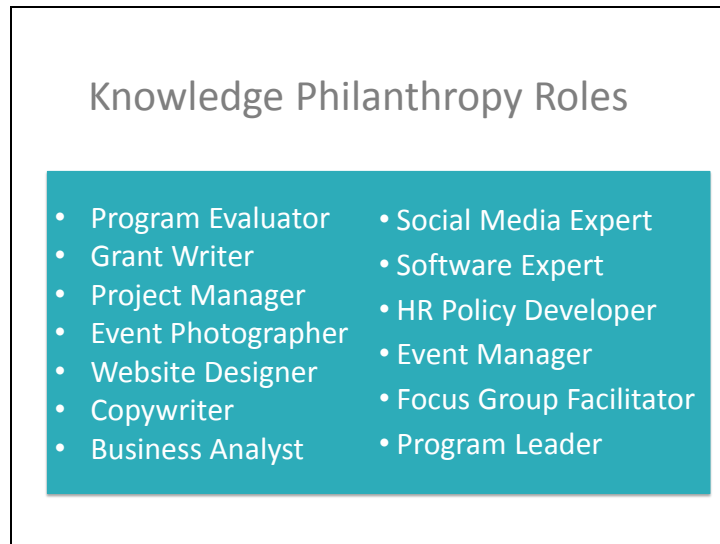 Knowledge Philanthropy Roles
• Program Evaluator
• Grant Writer
• Project Manager
• Event Photographer
• Website Designer
• Copywriter
• Business Analyst
• Social Media Expert
• Software Expert
• HR Policy Developer
• Event Manager
• Focus Group Facilitator
• Program Leader